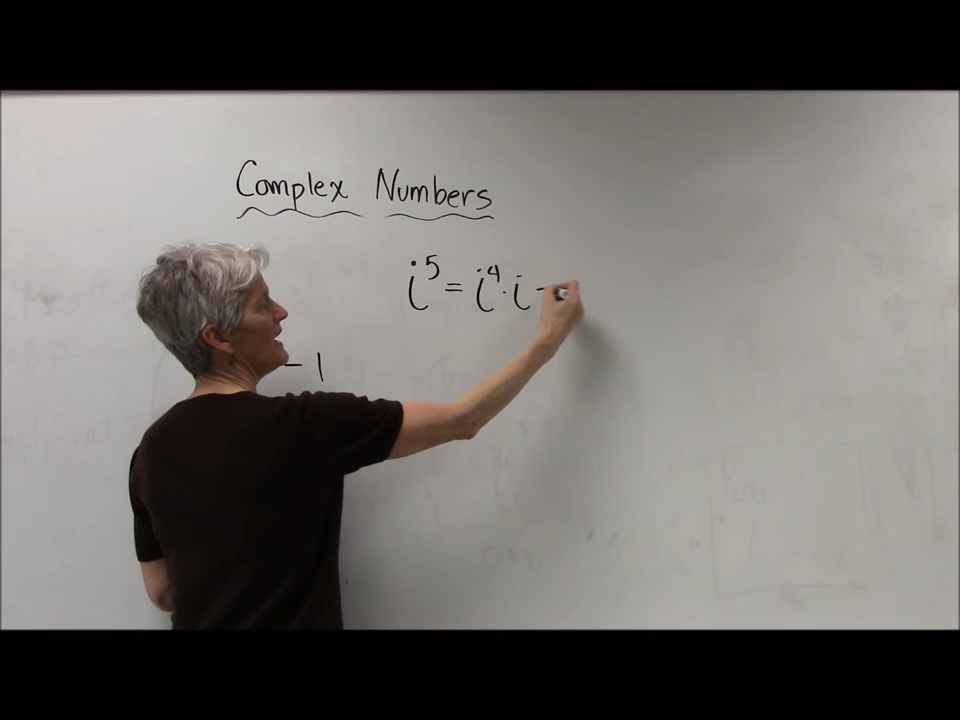 Complex Numbers
i⁵ = i⁴ · i -
- 1